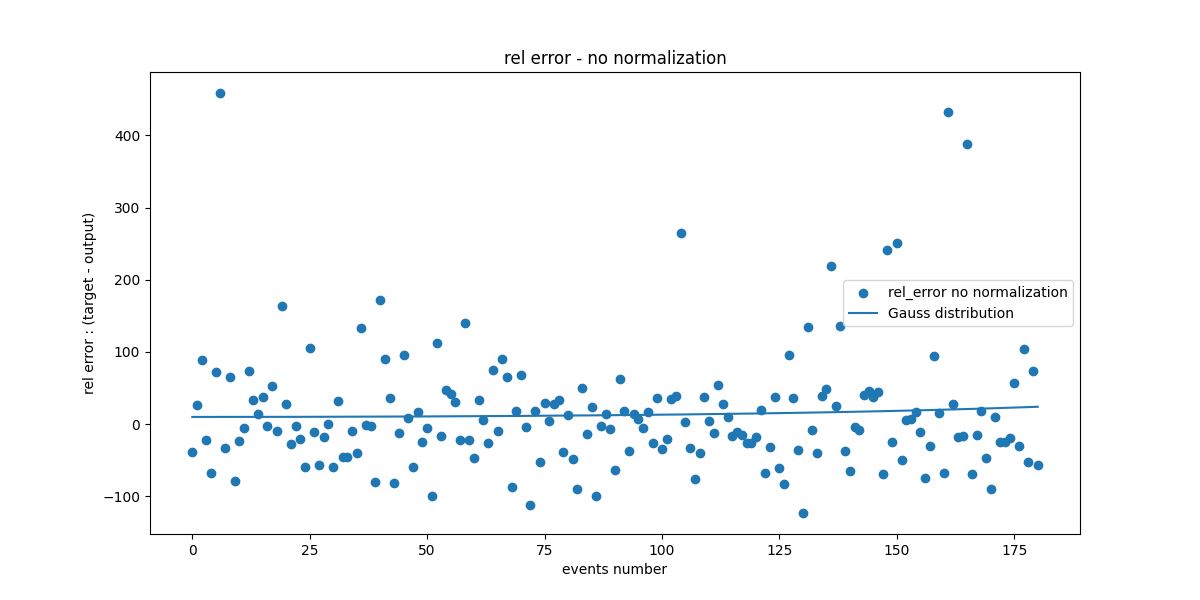 rel error - no normalization
400
300
200
100
0
−100
rel error : (target - output)
rel_error no normalization
Gauss distribution
0 25 50 75 100 125 150 175
events number